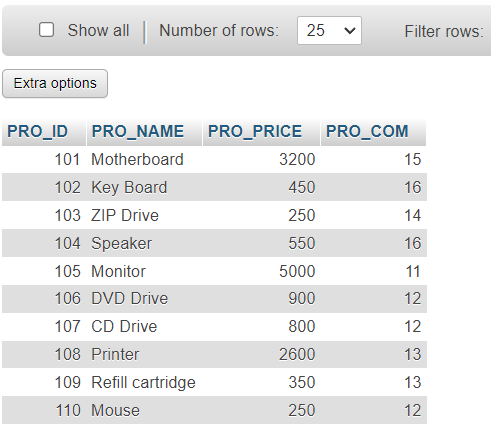 Show all Number of rows: 25 Filter rows:
Extra options
PRO_ID PRO_NAME PRO_PRICE PRO_COM
101 Motherboard 3200 15
102 Key Board 450 16
103 ZIP Drive 250 14
104 Speaker 550 16
105 Monitor 5000 11
106 DVD Drive 900 12
107 CD Drive 800 12
108 Printer 2600 13
109 Refill cartridge 350 13
110 Mouse 250 12